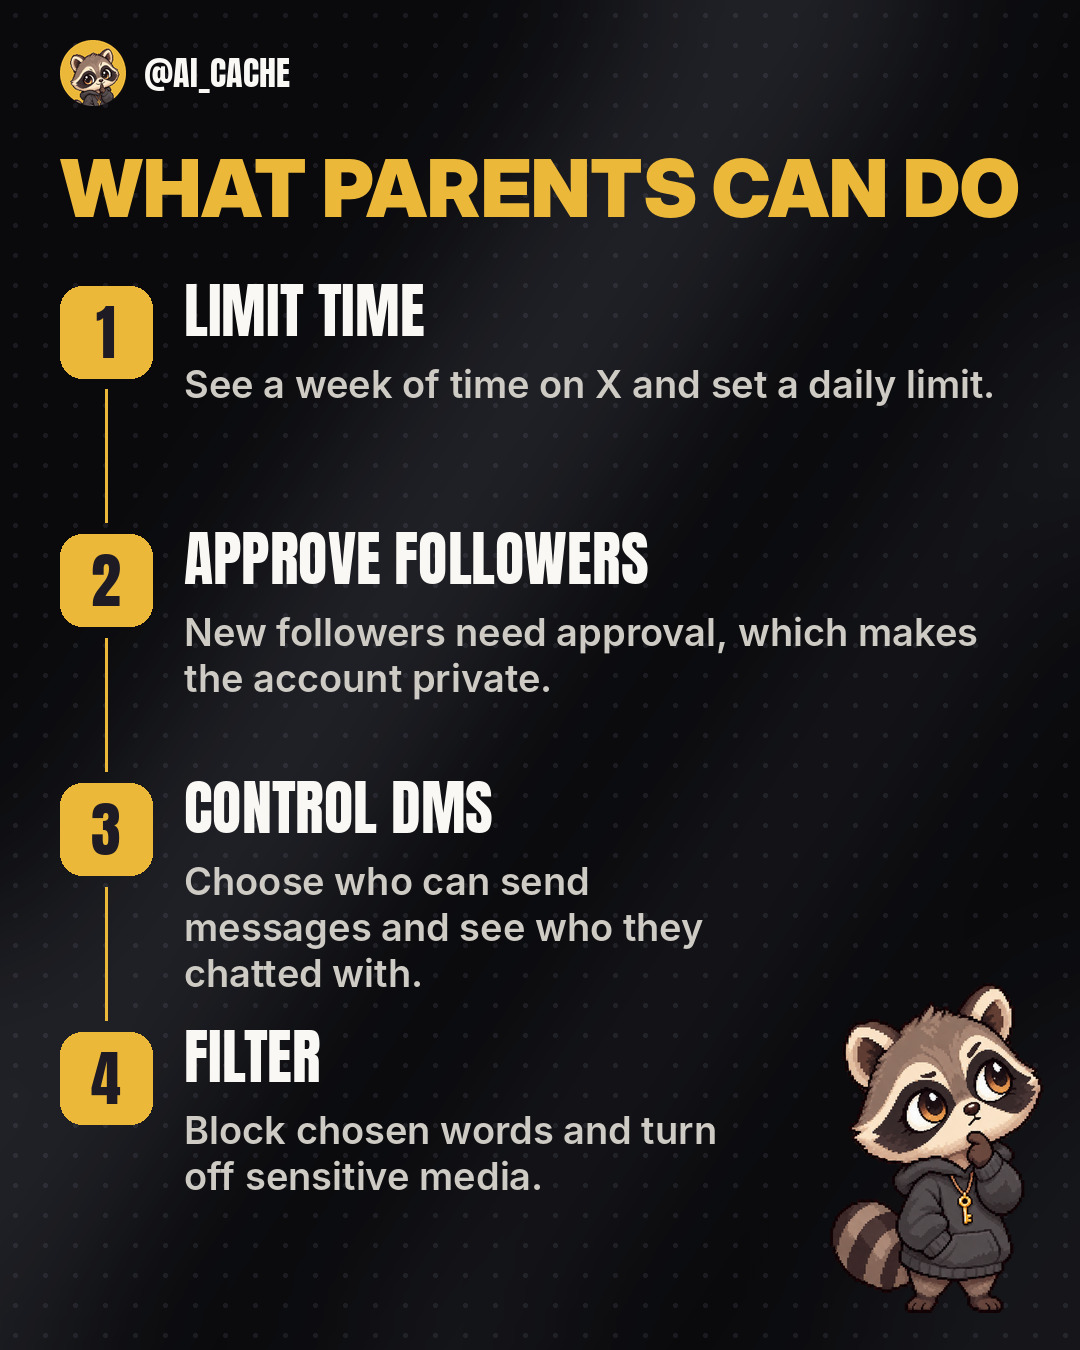 @AI_CACHE
WHAT PARENTS CAN DO
1
LIMIT TIME
See a week of time on X and set a daily limit.
2
APPROVE FOLLOWERS
New followers need approval, which makes
the account private.
3
CONTROL DMS
Choose who can send
messages and see who they
chatted with.
4
FILTER
Block chosen words and turn
off sensitive media.